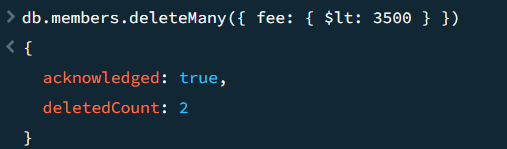 > db.members.deleteMany({ fee: { $lt: 3500 } })
< {
acknowledged: true,
deletedCount: 2
}